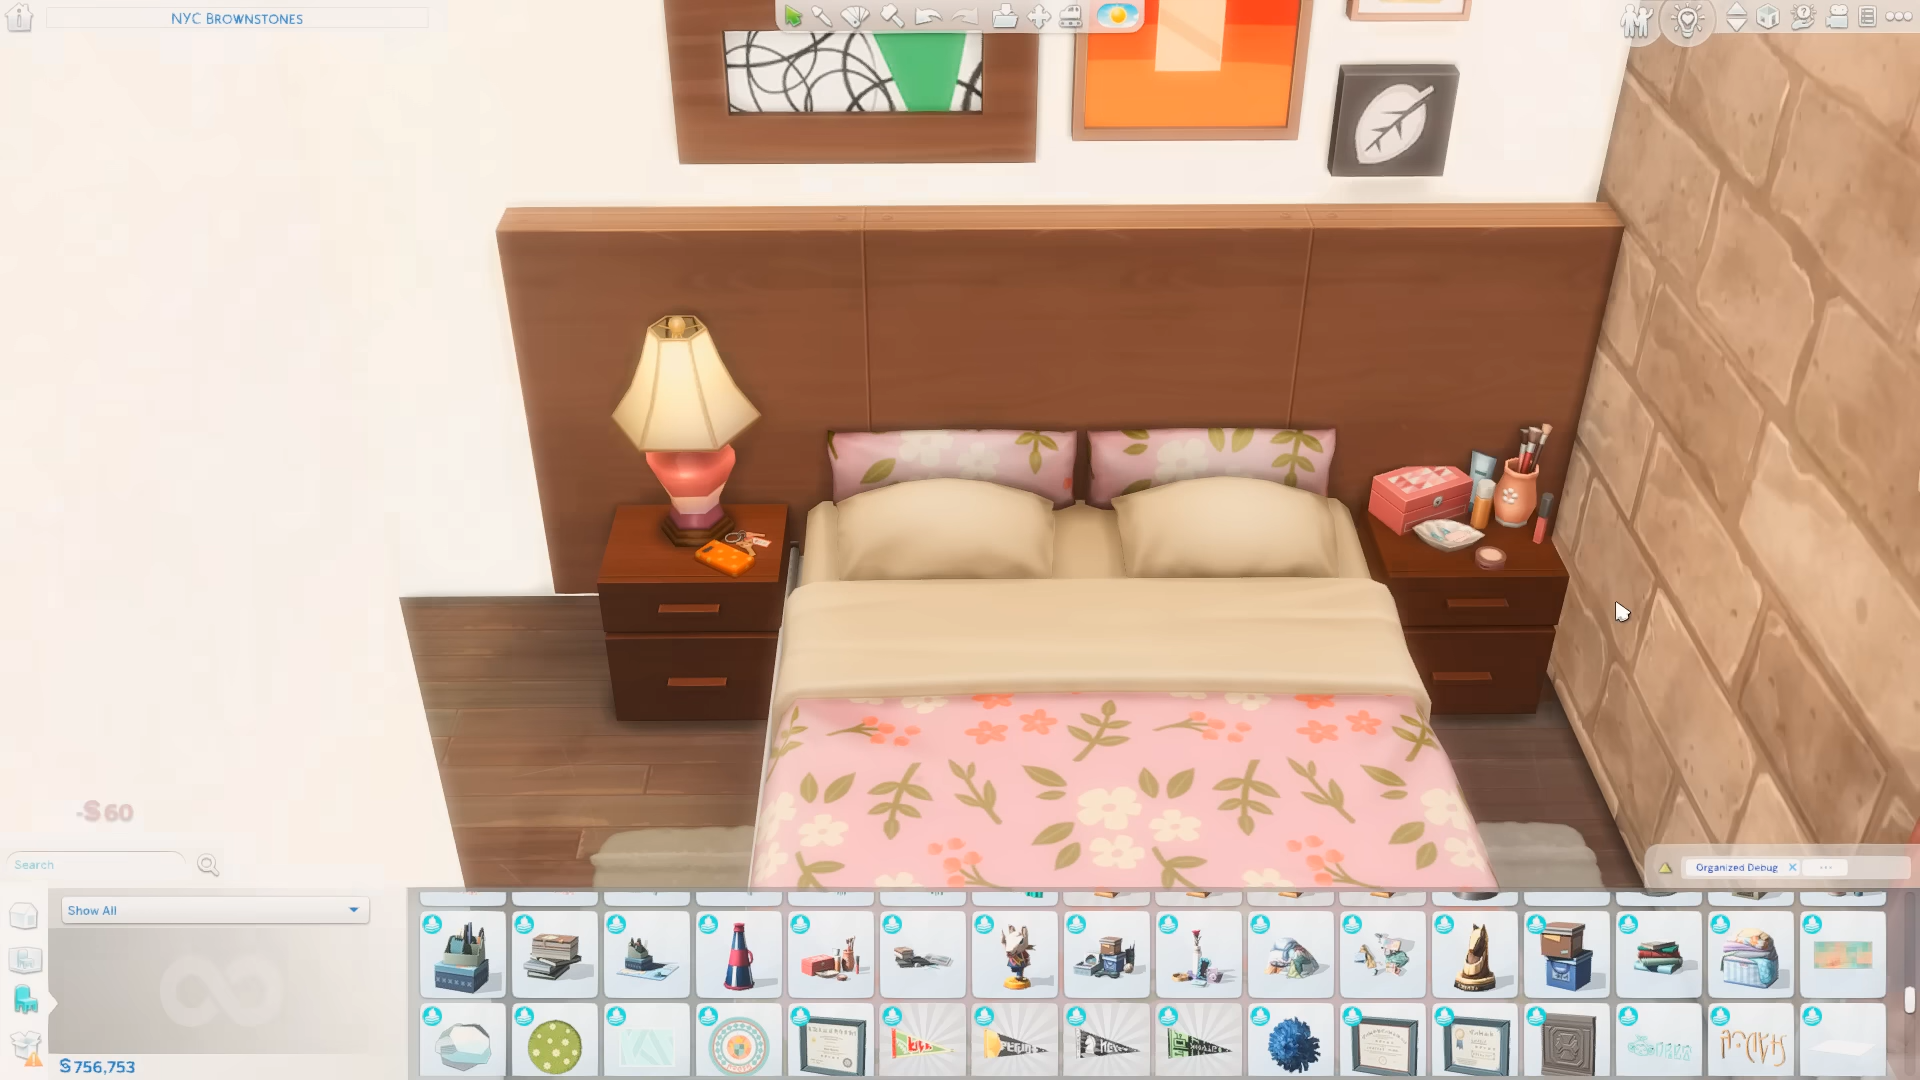 NYC Brownstones
-§60
Search
Organized Debug
Show All
§756,753